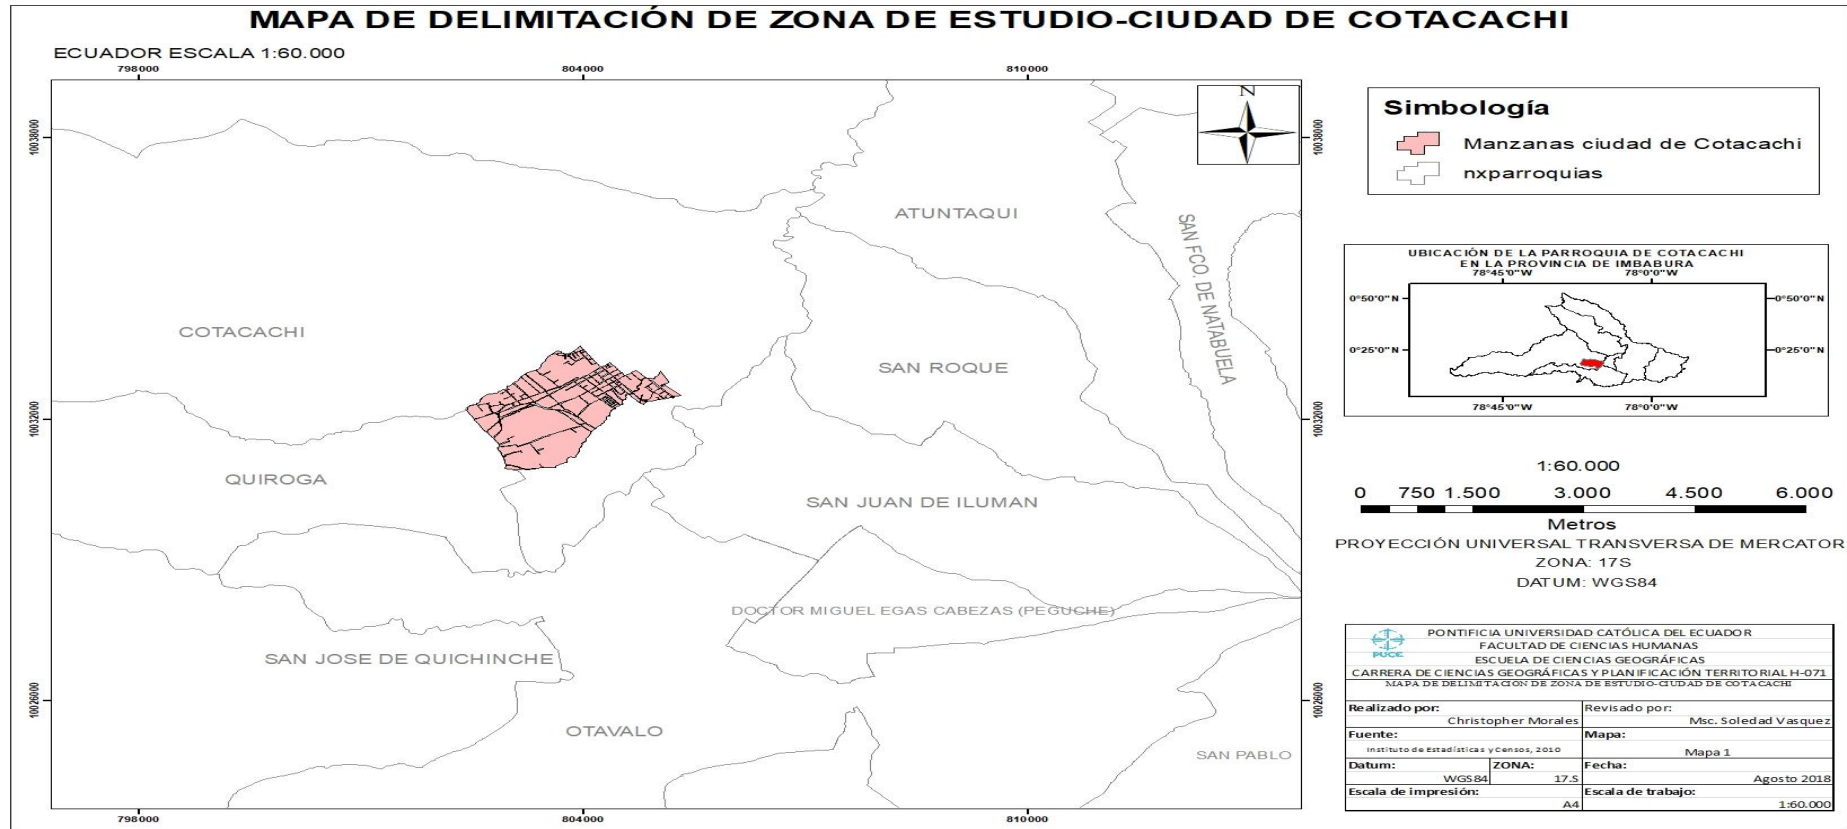 MAPA DE DELIMITACIÓN DE ZONA DE ESTUDIO-CIUDAD DE COTACACHI
ECUADOR ESCALA 1:60.000
798000 804000 810000
N
10038000 10038000
ATUNTAQUI
SAN FCO. DE NATABUELA
COTACACHI
SAN ROQUE
10032000 10032000
QUIROGA
SAN JUAN DE ILUMAN
DOCTOR MIGUEL EGAS CABEZAS (PEGUCHE)
SAN JOSE DE QUICHINCHE
10026000 10026000
OTAVALO
SAN PABLO
798000 804000 810000
Simbología
Manzanas ciudad de Cotacachi
nxparroquias
UBICACIÓN DE LA PARROQUIA DE COTACACHI
EN LA PROVINCIA DE IMBABURA
78°45'0"W 78°0'0"W
0°50'0"N 0°50'0"N
0°25'0"N 0°25'0"N
78°45'0"W 78°0'0"W
1:60.000
0 750 1.500 3.000 4.500 6.000
Metros
PROYECCIÓN UNIVERSAL TRANSVERSA DE MERCATOR
ZONA: 17S
DATUM: WGS84
PUCE
PONTIFICIA UNIVERSIDAD CATÓLICA DEL ECUADOR
FACULTAD DE CIENCIAS HUMANAS
ESCUELA DE CIENCIAS GEOGRÁFICAS
CARRERA DE CIENCIAS GEOGRÁFICAS Y PLANIFICACIÓN TERRITORIAL H-071
MAPA DE DELIMITACIÓN DE ZONA DE ESTUDIO-CIUDAD DE COTACACHI
Realizado por: Revisado por:
Christopher Morales Msc. Soledad Vasquez
Fuente: Mapa:
Instituto de Estadísticas y Censos, 2010 Mapa 1
Datum: ZONA: Fecha:
WGS84 17.S Agosto 2018
Escala de impresión: Escala de trabajo:
A4 1:60.000